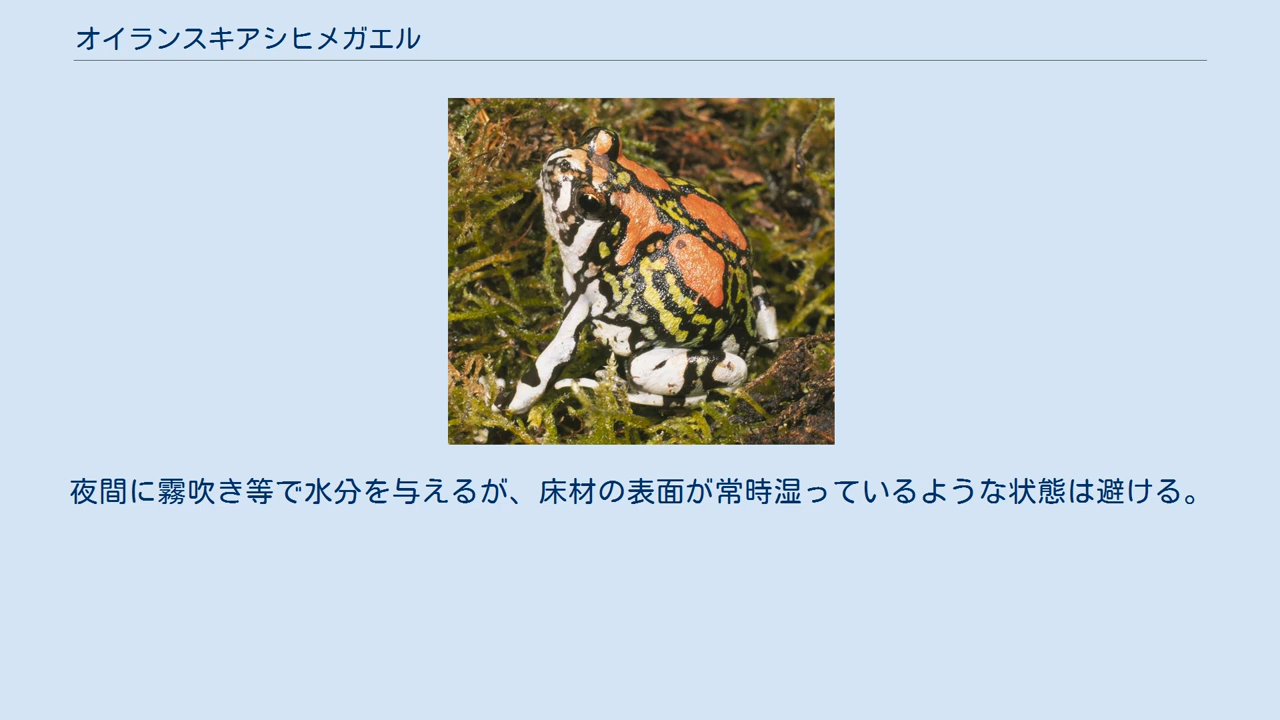 オイランスキアシヒメガエル
夜間に霧吹き等で水分を与えるが、床材の表面が常時湿っているような状態は避ける。